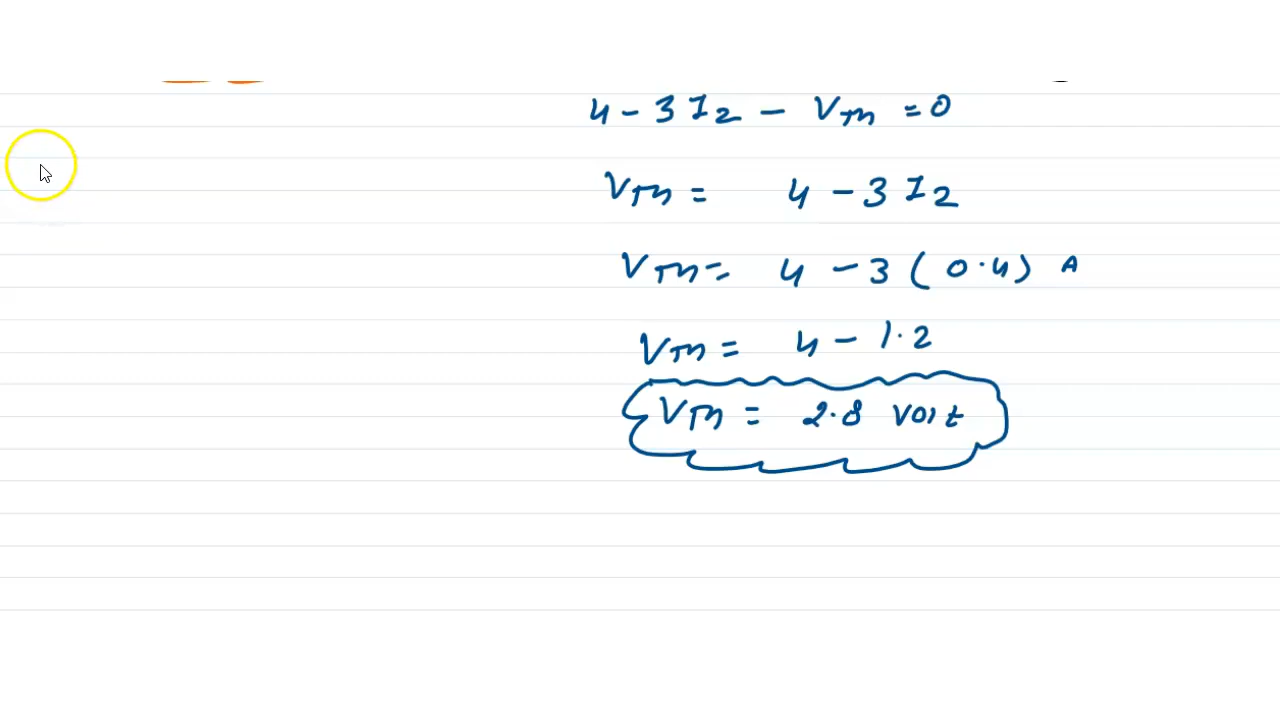 4 - 3 I2 - VTh = 0
VTh = 4 - 3 I2
VTh = 4 - 3 ( 0.4 ) A
VTh = 4 - 1.2
VTh = 2.8 Volt